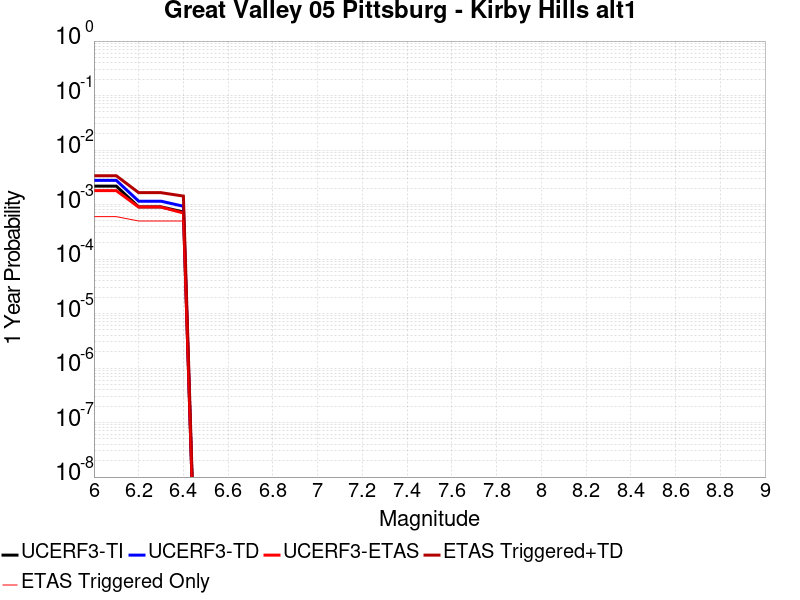 Great Valley 05 Pittsburg - Kirby Hills alt1
10^0
10^-1
10^-2
10^-3
10^-4
10^-5
10^-6
10^-7
10^-8
1 Year Probability
6 6.2 6.4 6.6 6.8 7 7.2 7.4 7.6 7.8 8 8.2 8.4 8.6 8.8 9
Magnitude
UCERF3-TI UCERF3-TD UCERF3-ETAS ETAS Triggered+TD
ETAS Triggered Only